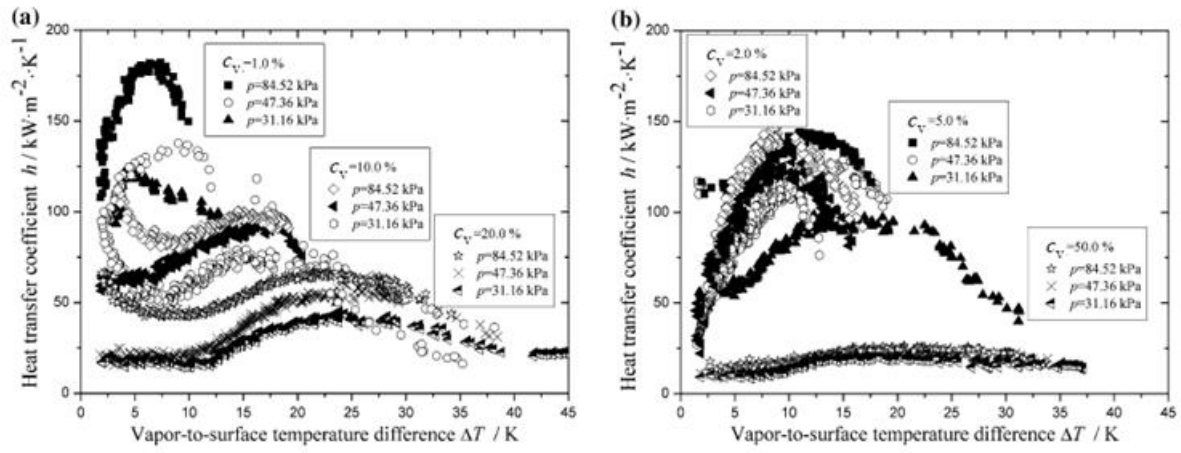 (a)
Heat transfer coefficient h / kW·m⁻²·K⁻¹
200
150
100
50
0
Cv.=1.0 %
p=84.52 kPa
p=47.36 kPa
p=31.16 kPa
Cv=10.0 %
p=84.52 kPa
p=47.36 kPa
p=31.16 kPa
Cv=20.0 %
p=84.52 kPa
p=47.36 kPa
p=31.16 kPa
0 5 10 15 20 25 30 35 40 45
Vapor-to-surface temperature difference ΔT / K
(b)
Heat transfer coefficient h / kW·m⁻²·K⁻¹
200
150
100
50
0
Cv=2.0 %
p=84.52 kPa
p=47.36 kPa
p=31.16 kPa
Cv=5.0 %
p=84.52 kPa
p=47.36 kPa
p=31.16 kPa
Cv=50.0 %
p=84.52 kPa
p=47.36 kPa
p=31.16 kPa
0 5 10 15 20 25 30 35 40 45
Vapor-to-surface temperature difference ΔT / K